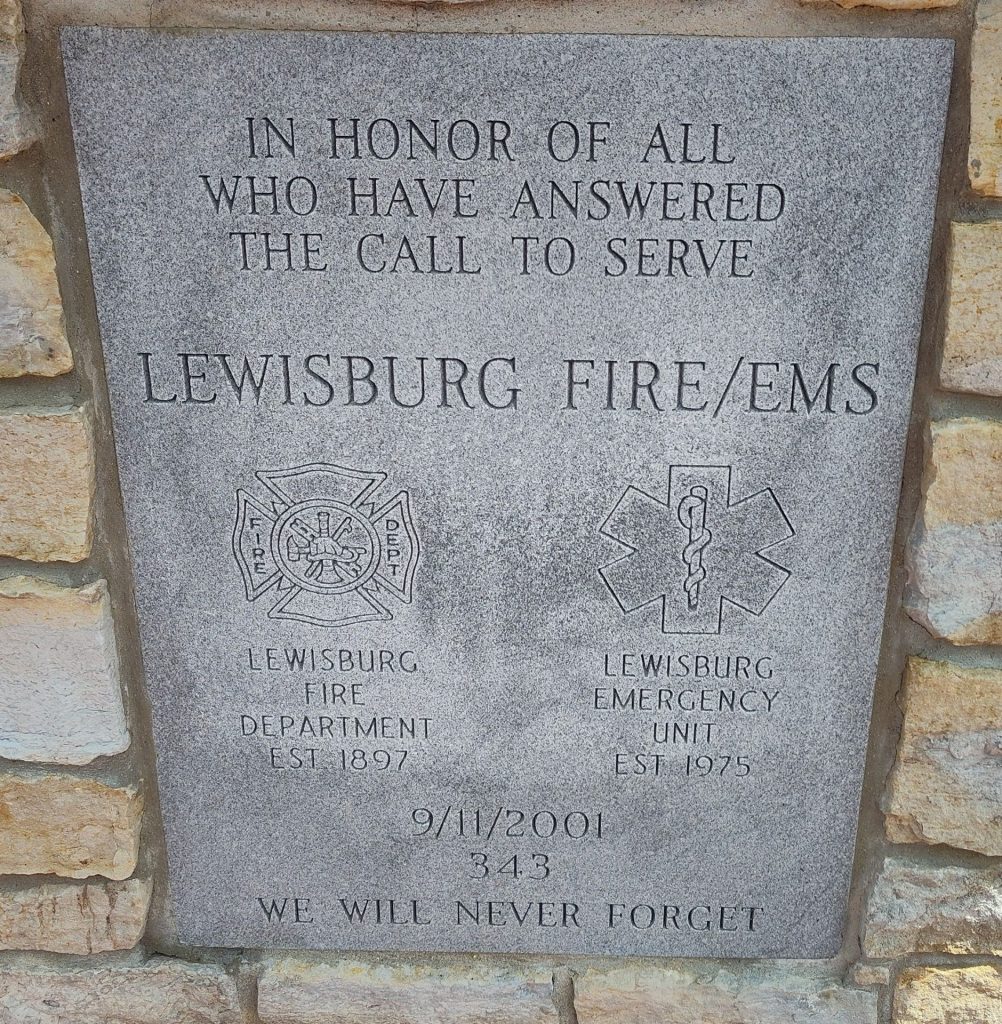 IN HONOR OF ALL
WHO HAVE ANSWERED
THE CALL TO SERVE
LEWISBURG FIRE/EMS
FIRE DEPT
LEWISBURG
FIRE
DEPARTMENT
EST 1897
LEWISBURG
EMERGENCY
UNIT
EST 1975
9/11/2001
343
WE WILL NEVER FORGET